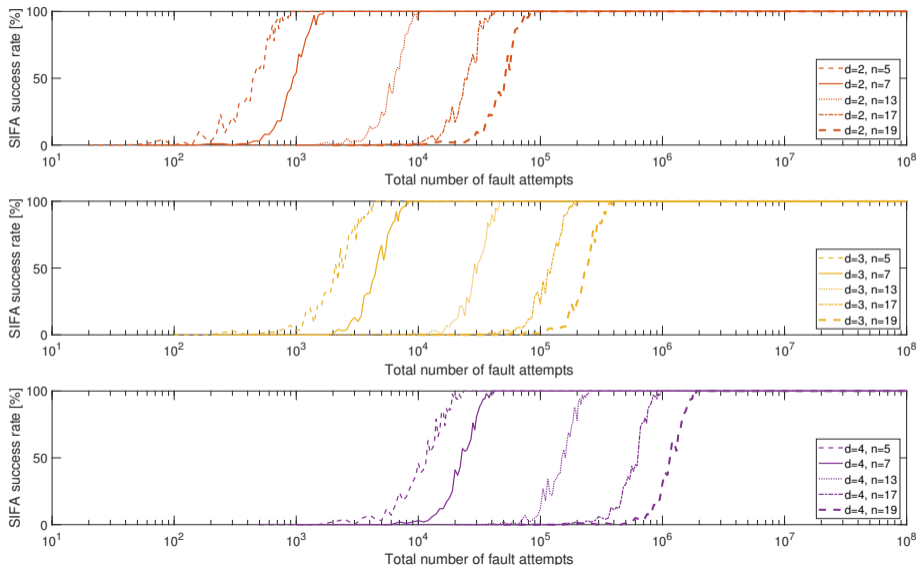 100
50
0
SIFA success rate [%]
d=2, n=5
d=2, n=7
d=2, n=13
d=2, n=17
d=2, n=19
10^1 10^2 10^3 10^4 10^5 10^6 10^7 10^8
Total number of fault attempts
100
50
0
SIFA success rate [%]
d=3, n=5
d=3, n=7
d=3, n=13
d=3, n=17
d=3, n=19
10^1 10^2 10^3 10^4 10^5 10^6 10^7 10^8
Total number of fault attempts
100
50
0
SIFA success rate [%]
d=4, n=5
d=4, n=7
d=4, n=13
d=4, n=17
d=4, n=19
10^1 10^2 10^3 10^4 10^5 10^6 10^7 10^8
Total number of fault attempts